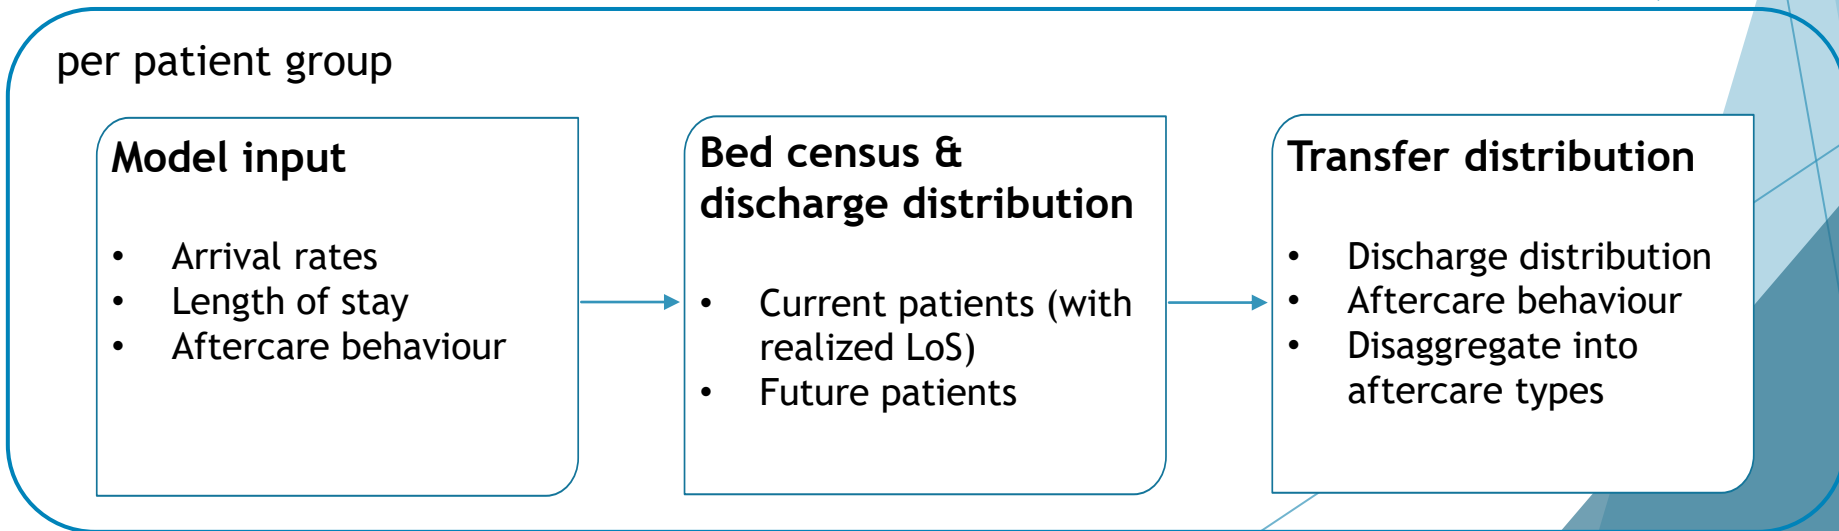 per patient group
Model input
• Arrival rates
• Length of stay
• Aftercare behaviour
Bed census &
discharge distribution
• Current patients (with
realized LoS)
• Future patients
Transfer distribution
• Discharge distribution
• Aftercare behaviour
• Disaggregate into
aftercare types